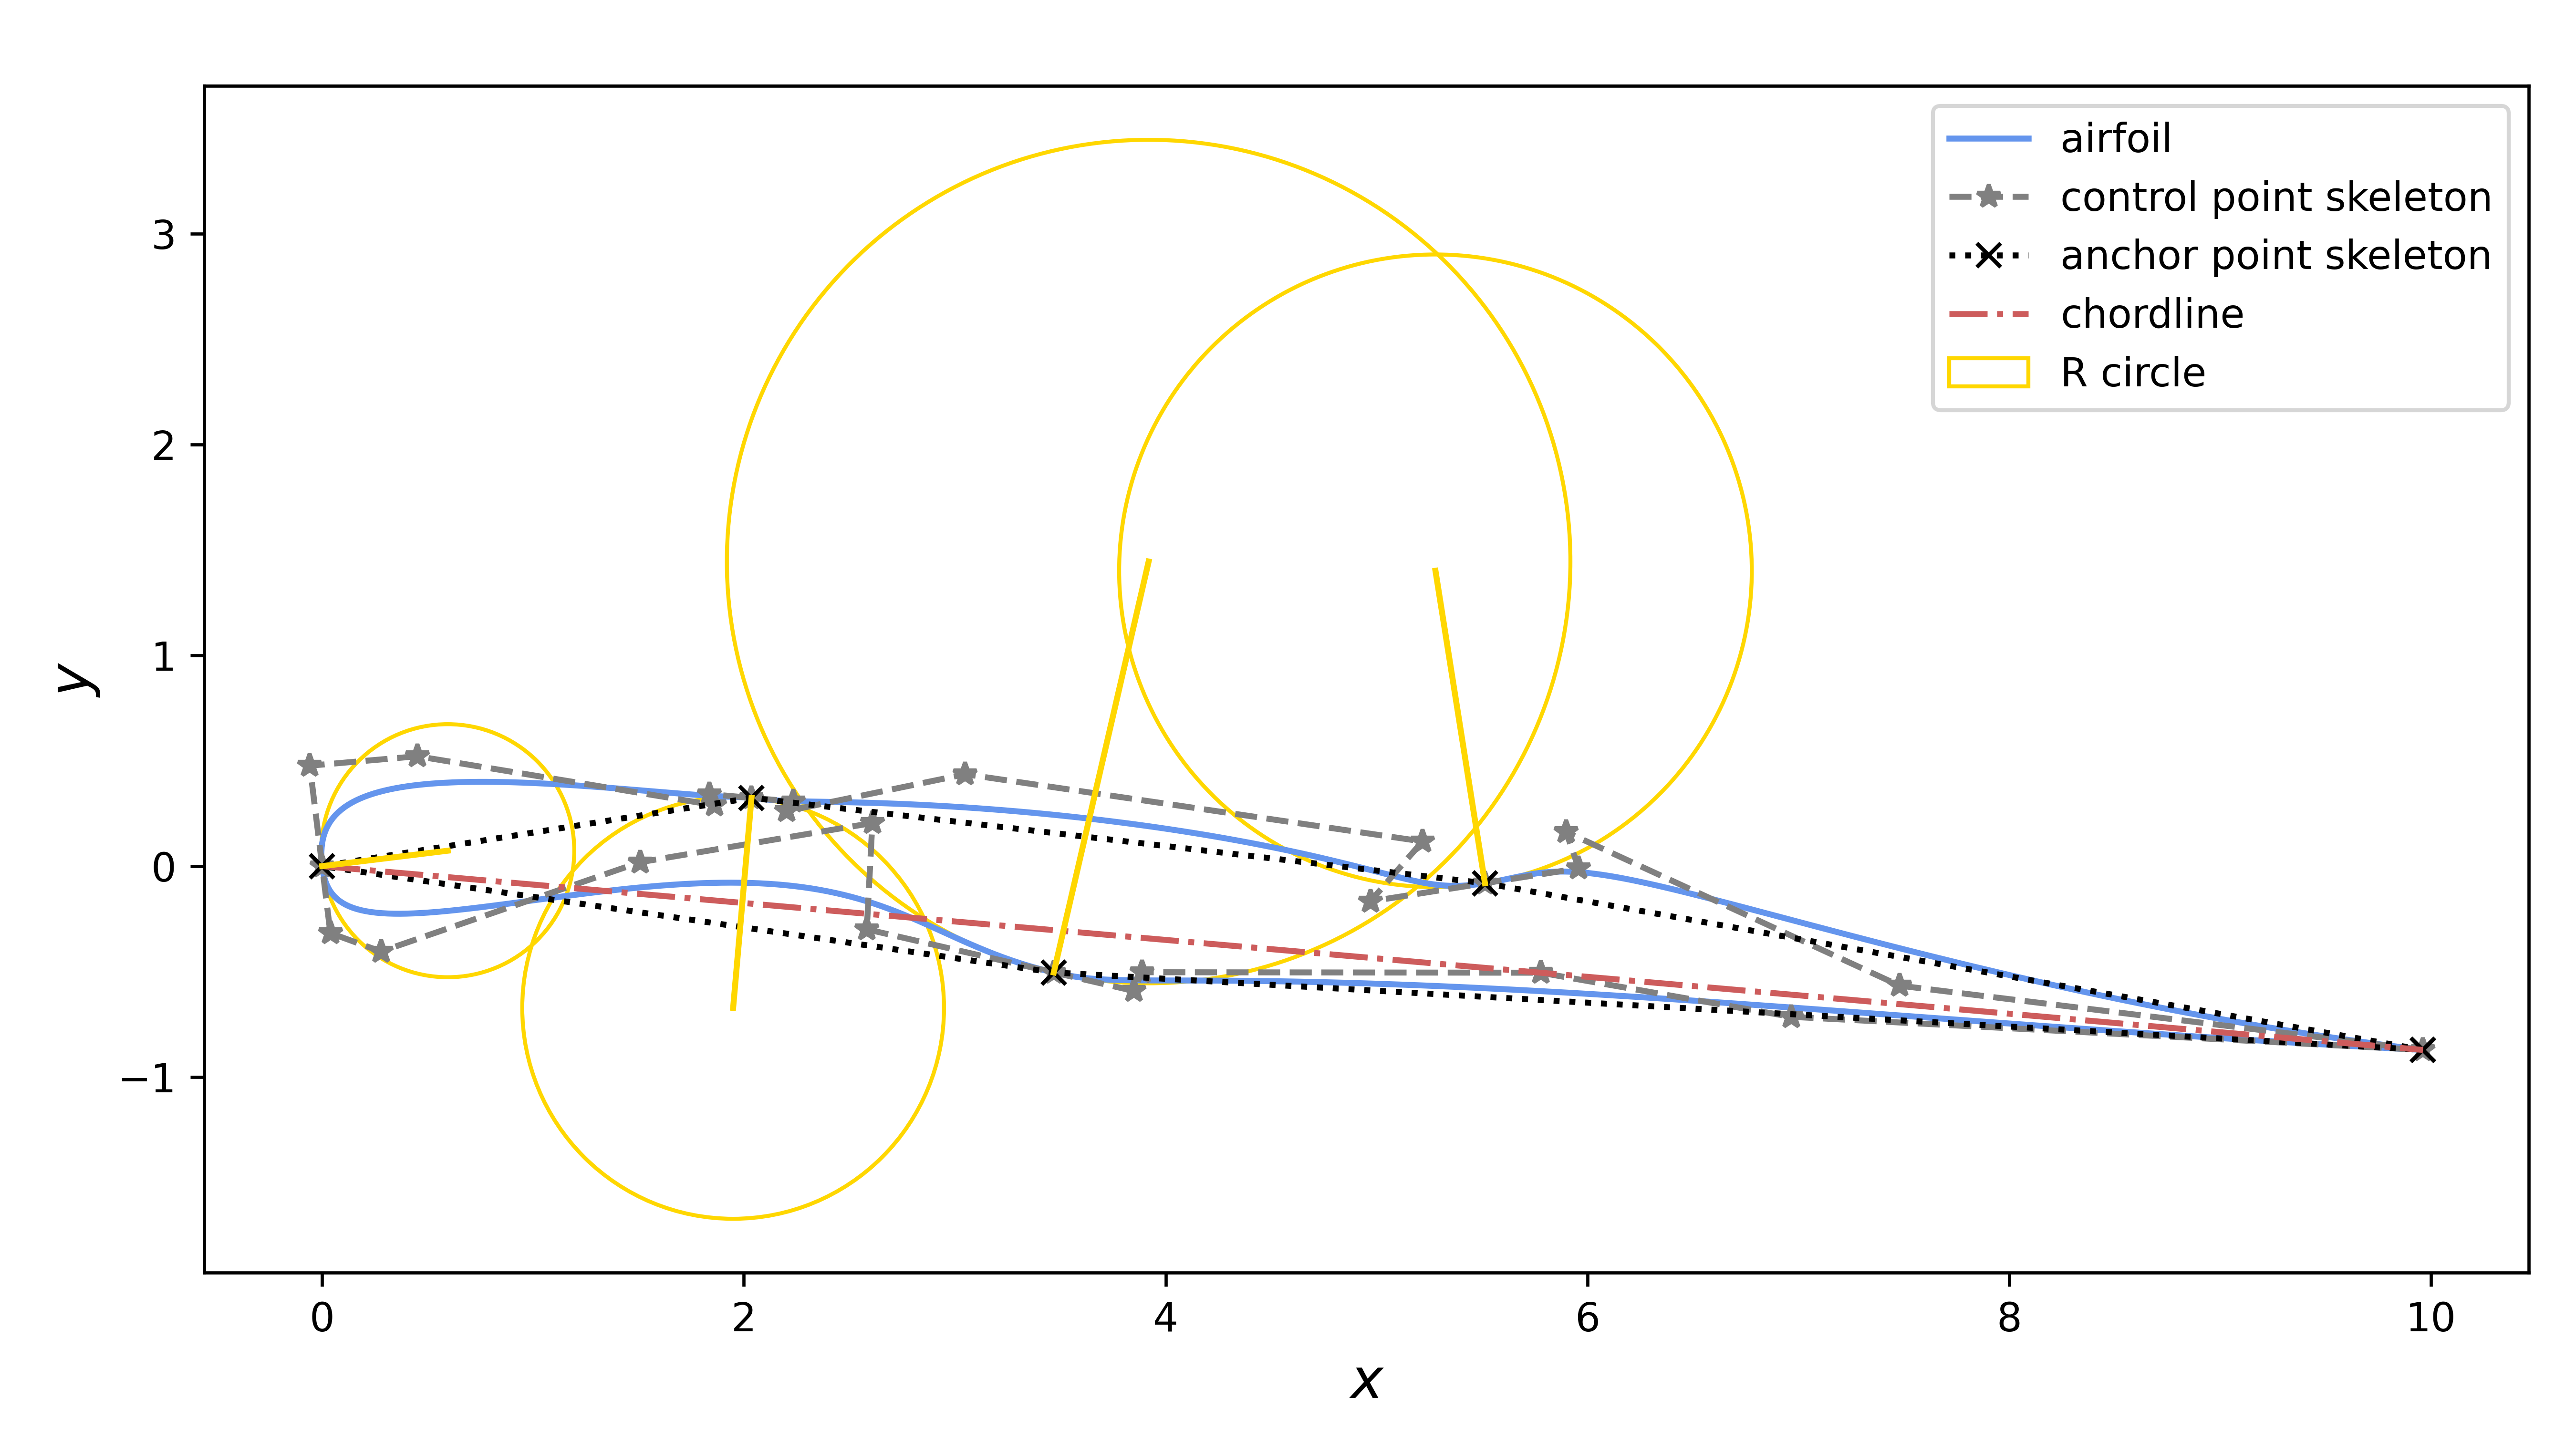 airfoil
control point skeleton
anchor point skeleton
chordline
R circle
3
2
1
0
−1
y
0 2 4 6 8 10
x